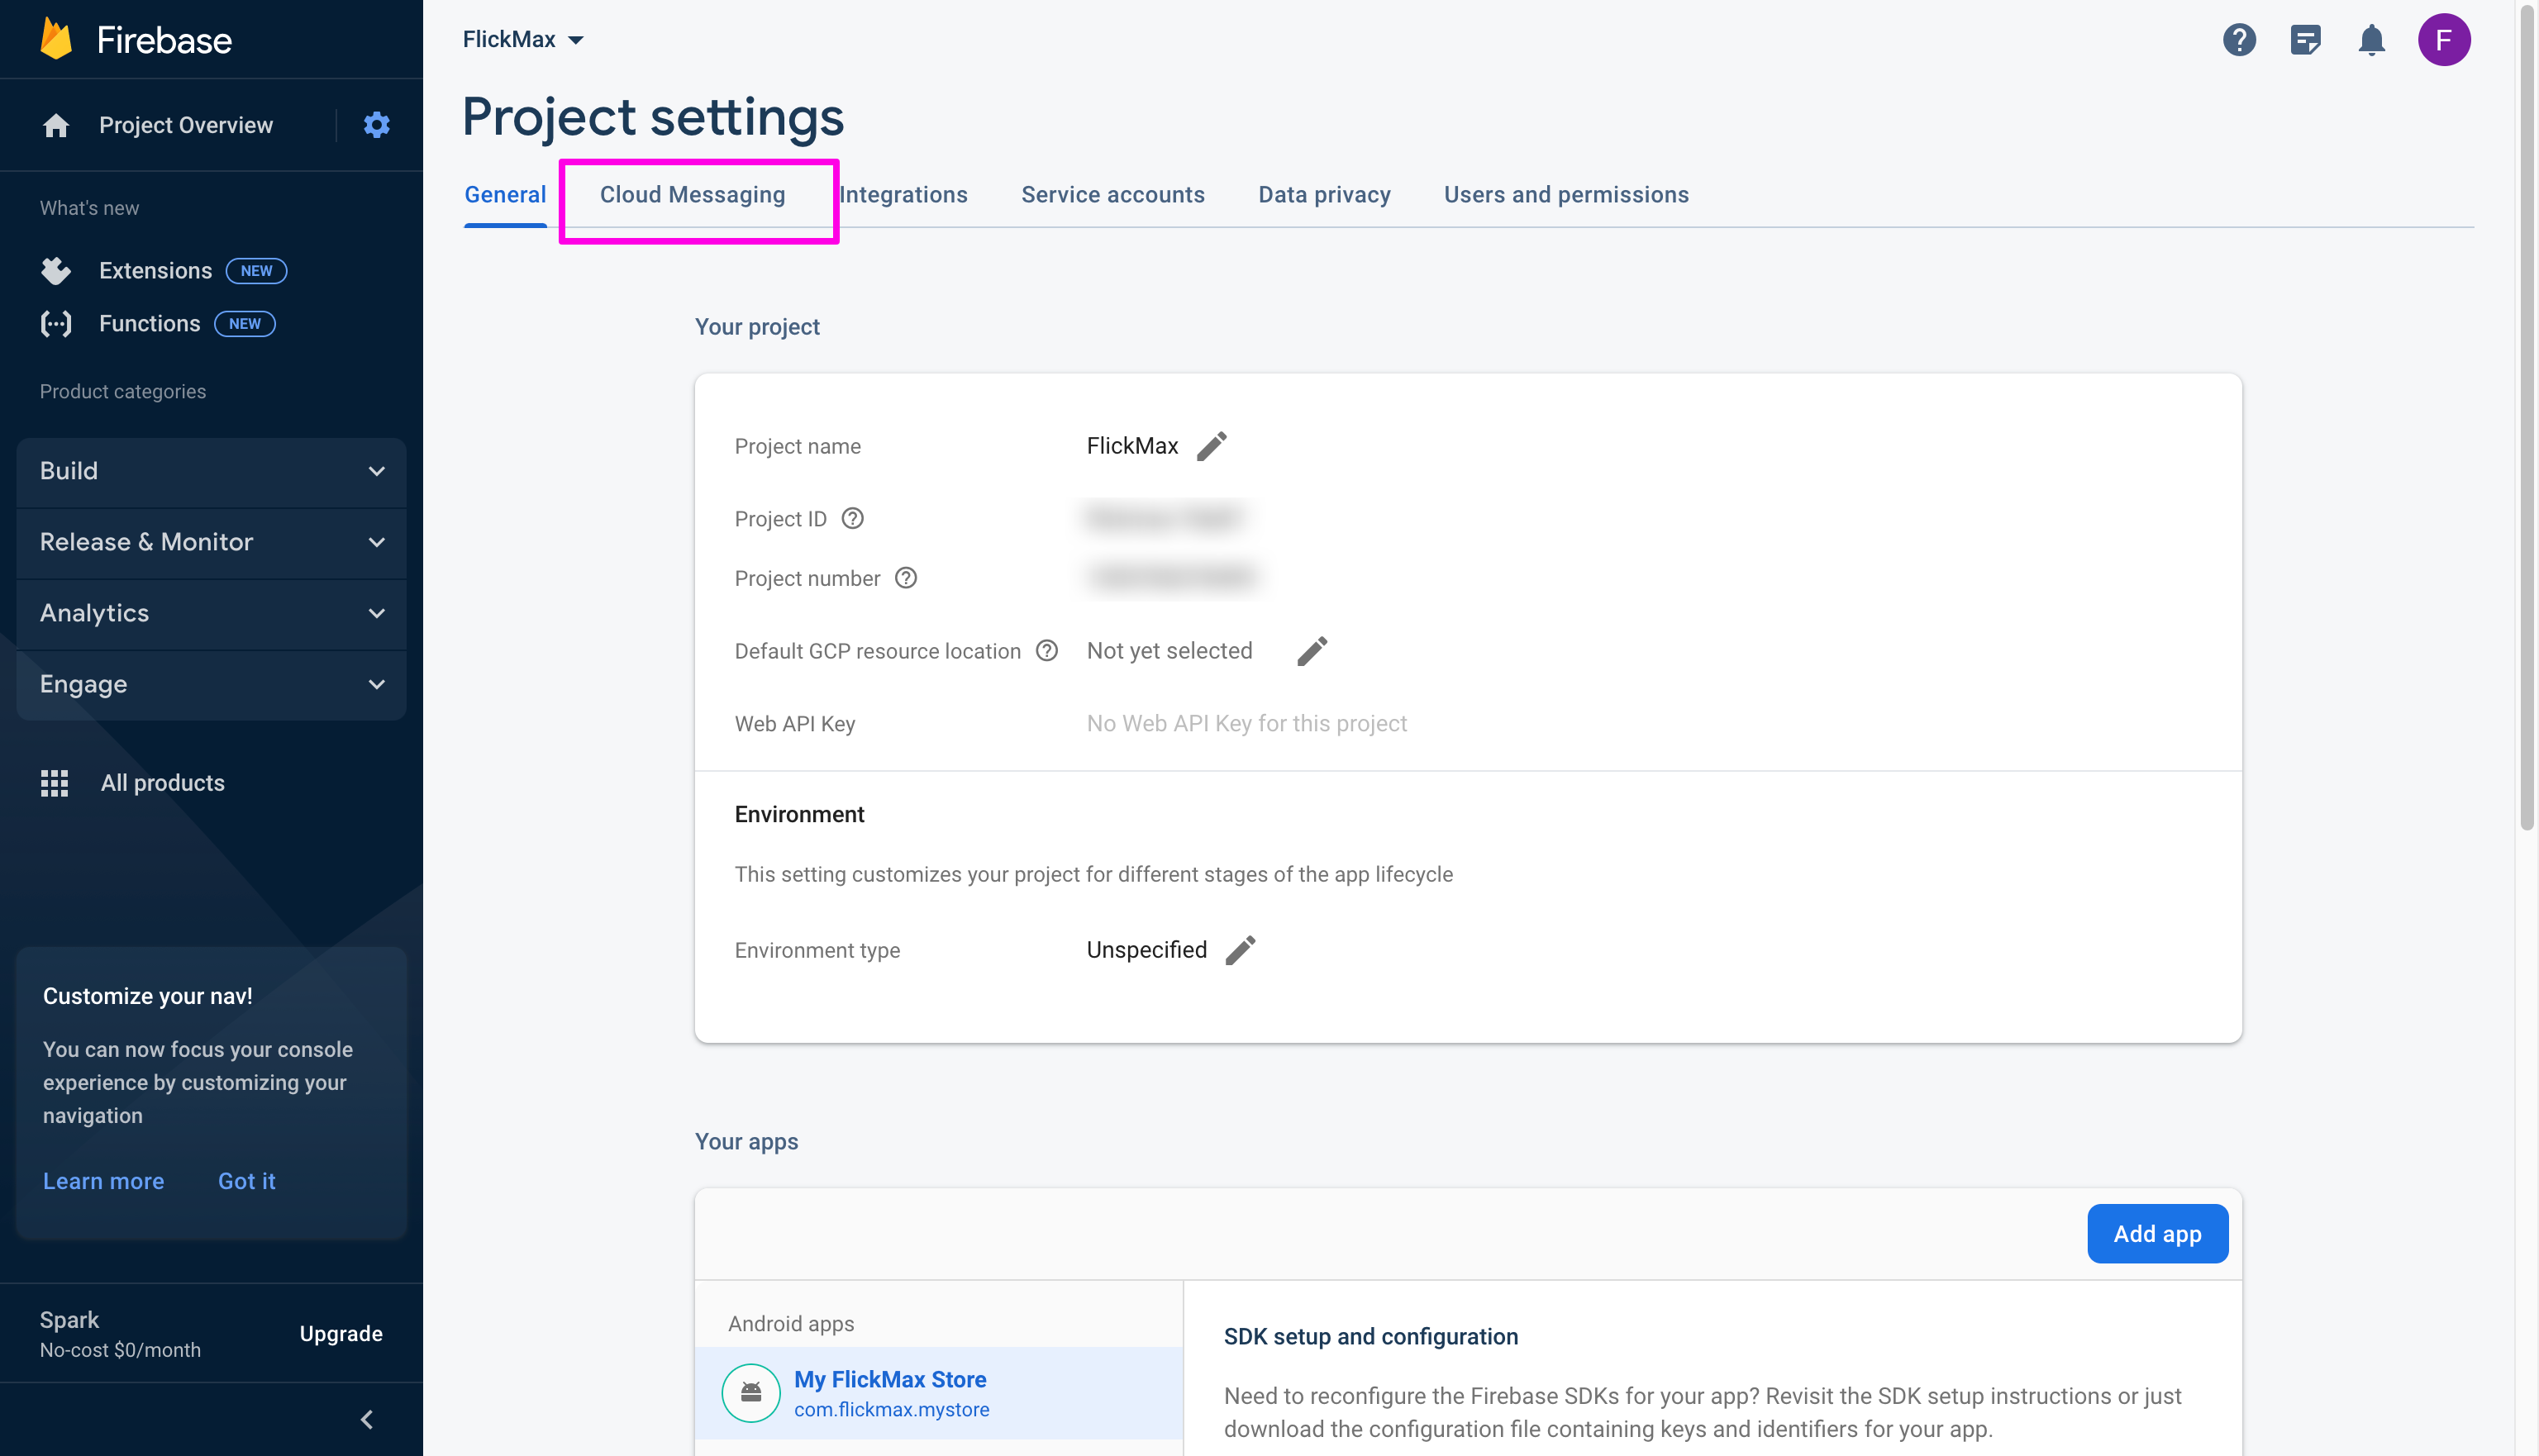 Firebase
Project Overview
What's new
Extensions NEW
Functions NEW
Product categories
Build
Release & Monitor
Analytics
Engage
All products
Customize your nav!
You can now focus your console
experience by customizing your
navigation
Learn more Got it
Spark
No-cost $0/month
Upgrade
FlickMax
F
Project settings
General Cloud Messaging Integrations Service accounts Data privacy Users and permissions
Your project
Project name FlickMax
Project ID
Project number
Default GCP resource location Not yet selected
Web API Key No Web API Key for this project
Environment
This setting customizes your project for different stages of the app lifecycle
Environment type Unspecified
Your apps
Add app
Android apps
My FlickMax Store
com.flickmax.mystore
SDK setup and configuration
Need to reconfigure the Firebase SDKs for your app? Revisit the SDK setup instructions or just
download the configuration file containing keys and identifiers for your app.